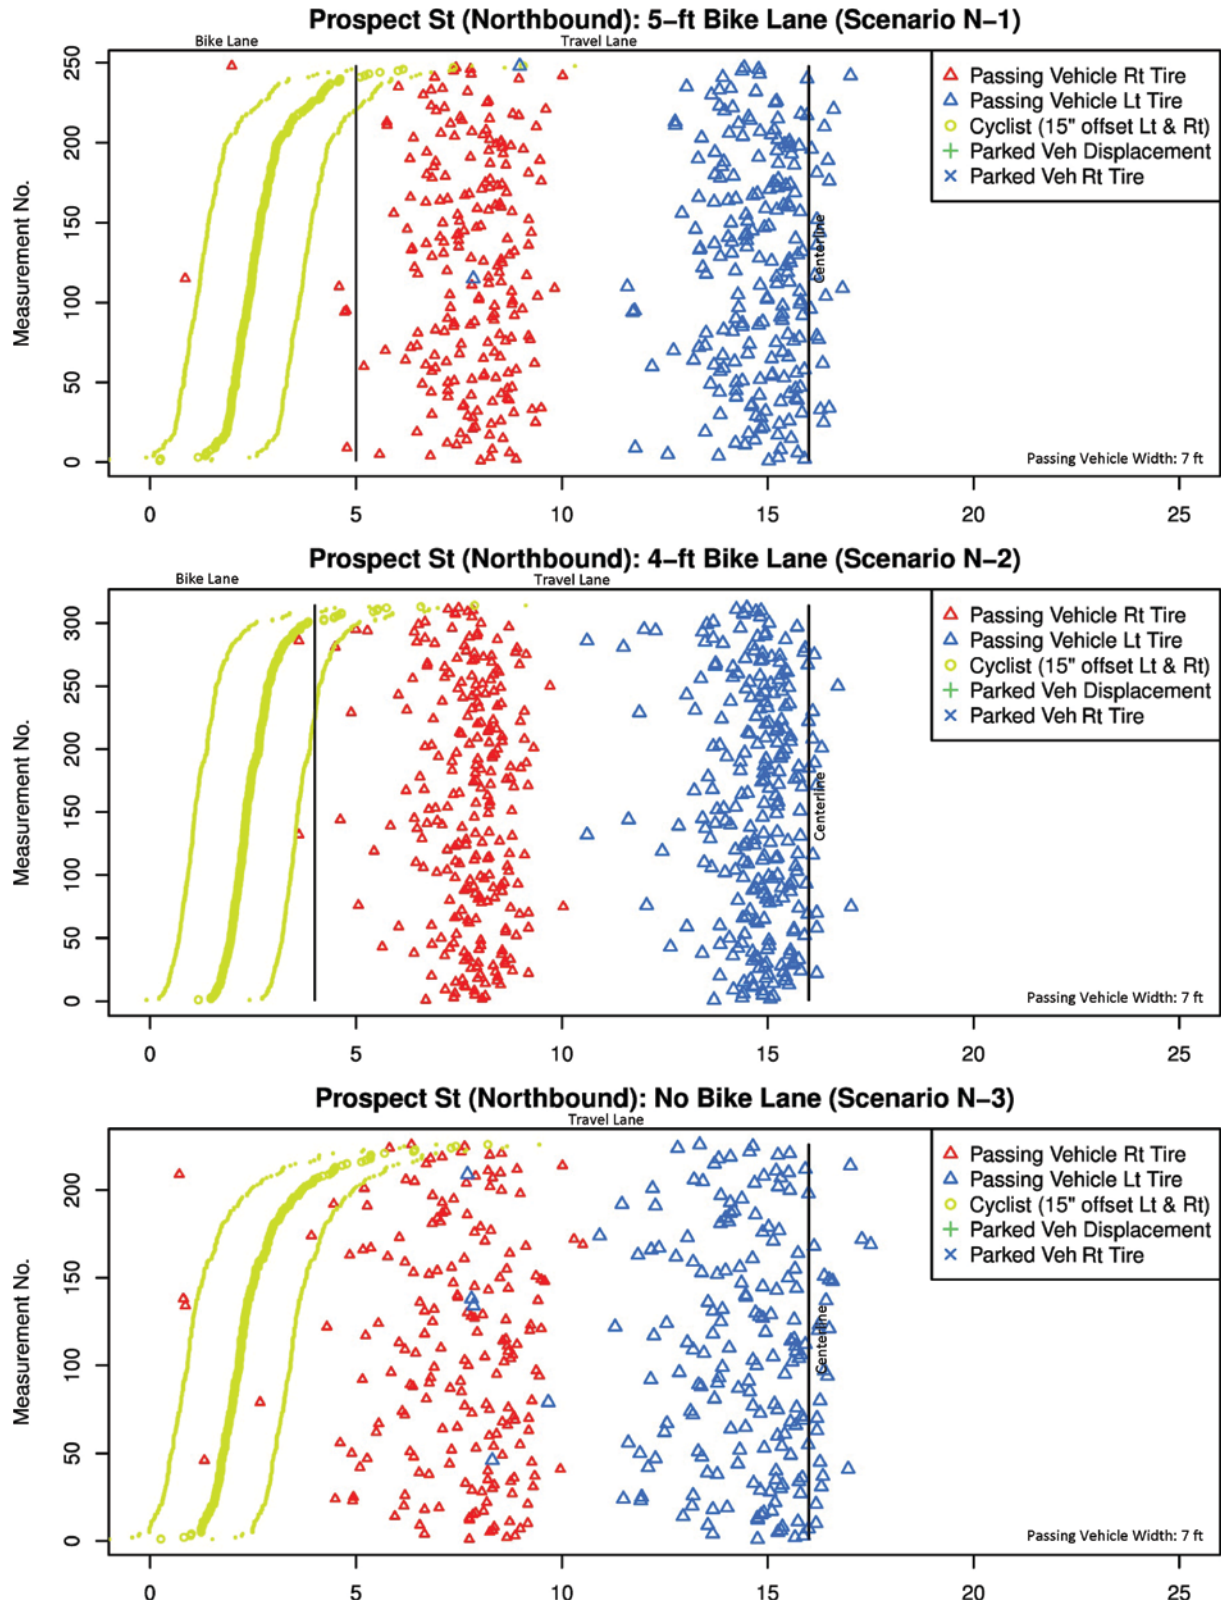 Prospect St (Northbound): 5−ft Bike Lane (Scenario N−1)
Bike Lane
Travel Lane
Measurement No.
250
200
150
100
50
0
Passing Vehicle Rt Tire
Passing Vehicle Lt Tire
Cyclist (15" offset Lt & Rt)
Parked Veh Displacement
Parked Veh Rt Tire
Centerline
Passing Vehicle Width: 7 ft
0 5 10 15 20 25
Prospect St (Northbound): 4−ft Bike Lane (Scenario N−2)
Bike Lane
Travel Lane
Measurement No.
300
250
200
150
100
50
0
Passing Vehicle Rt Tire
Passing Vehicle Lt Tire
Cyclist (15" offset Lt & Rt)
Parked Veh Displacement
Parked Veh Rt Tire
Centerline
Passing Vehicle Width: 7 ft
0 5 10 15 20 25
Prospect St (Northbound): No Bike Lane (Scenario N−3)
Travel Lane
Measurement No.
200
150
100
50
0
Passing Vehicle Rt Tire
Passing Vehicle Lt Tire
Cyclist (15" offset Lt & Rt)
Parked Veh Displacement
Parked Veh Rt Tire
Centerline
Passing Vehicle Width: 7 ft
0 5 10 15 20 25